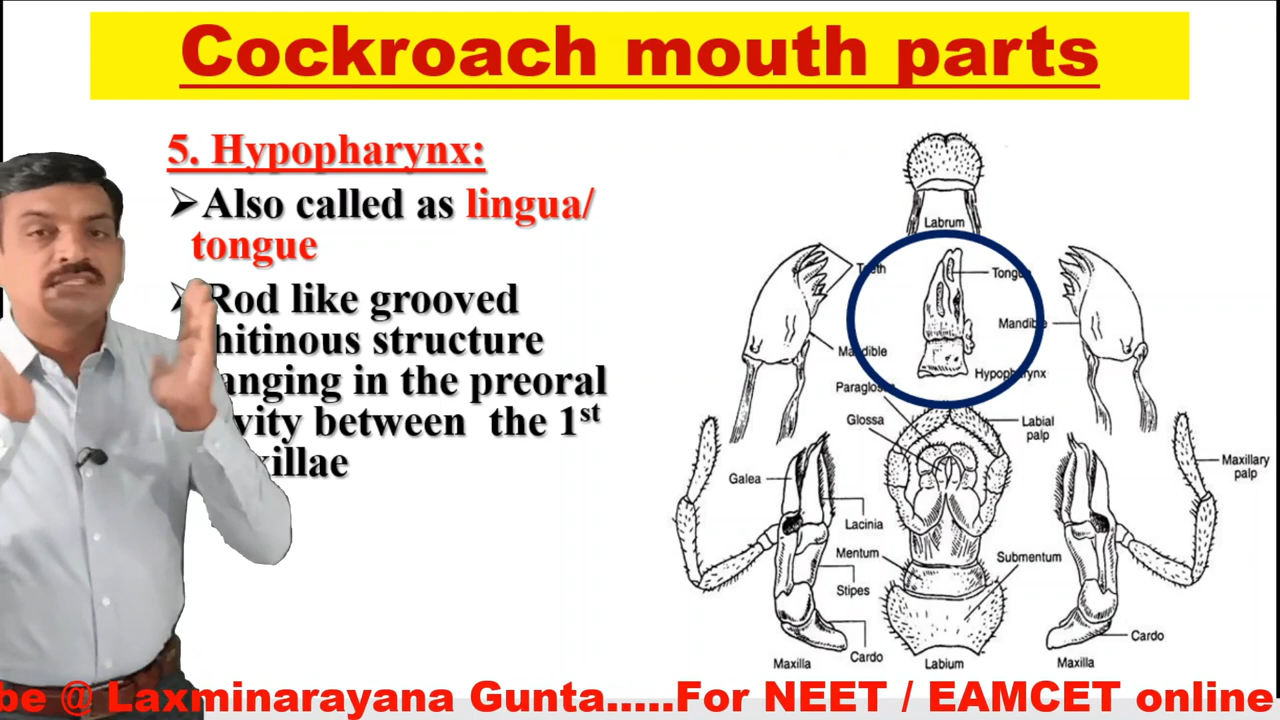 Cockroach mouth parts
5. Hypopharynx:
➢Also called as lingua/
tongue
Rod like grooved
hitinous structure
anging in the preoral
vity between the 1st
xillae
Labrum
Teeth
Tongue
Mandible
Mandible
Hypopharynx
Paraglossa
Glossa
Labial
palp
Maxillary
palp
Galea
Lacinia
Mentum
Submentum
Stipes
Cardo
Cardo
Maxilla
Labium
Maxilla
be @ Laxminarayana Gunta.....For NEET / EAMCET online